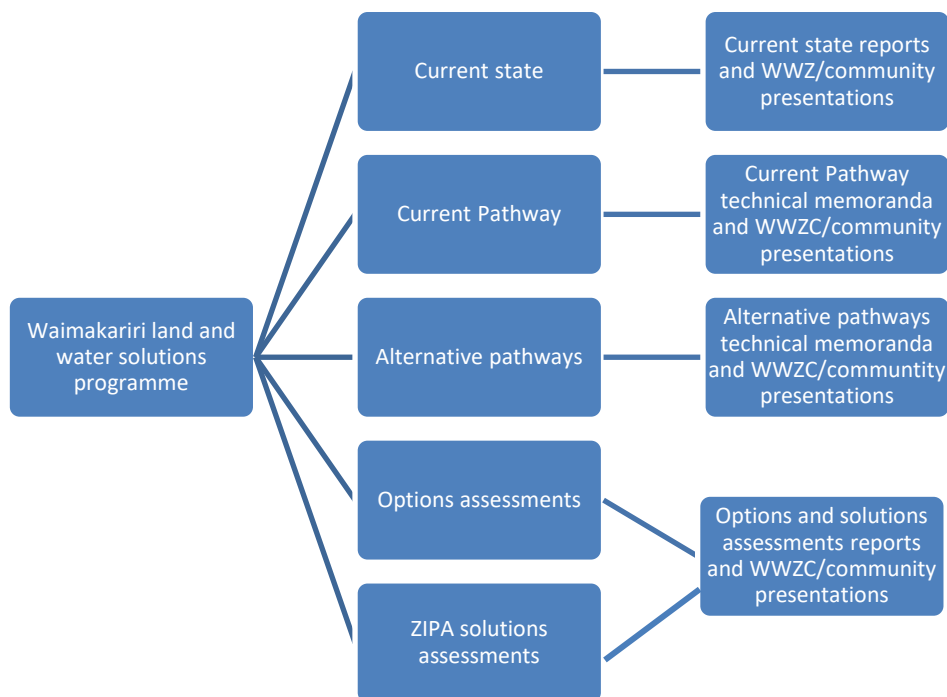 Waimakariri land and
water solutions
programme
Current state
Current state reports
and WWZ/community
presentations
Current Pathway
Current Pathway
technical memoranda
and WWZC/community
presentations
Alternative pathways
Alternative pathways
technical memoranda
and WWZC/communtity
presentations
Options assessments
ZIPA solutions
assessments
Options and solutions
assessments reports
and WWZC/community
presentations